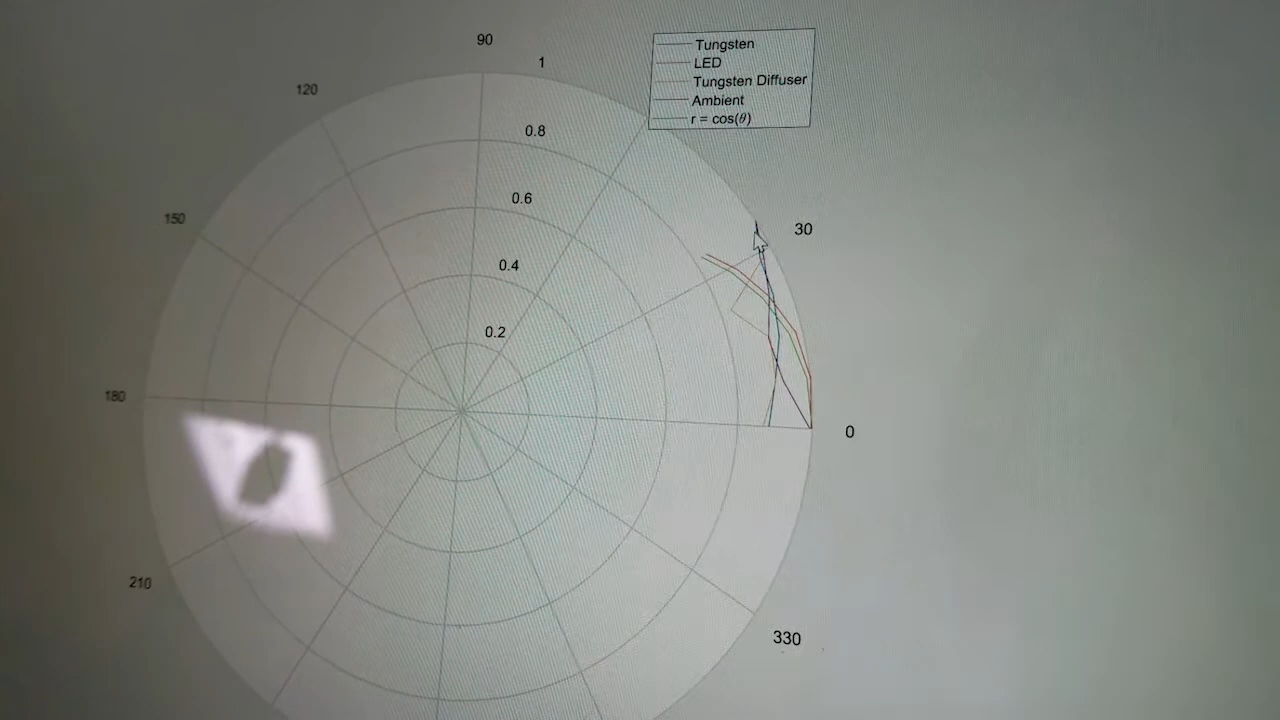 90
1
120
0.8
0.6
150
30
0.4
0.2
180
0
210
330
Tungsten
LED
Tungsten Diffuser
Ambient
r = cos(θ)